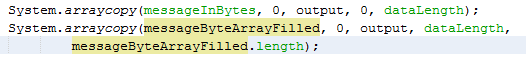 System.arraycopy(messageInBytes, 0, output, 0, dataLength);
System.arraycopy(messageByteArrayFilled, 0, output, dataLength,
messageByteArrayFilled.length);